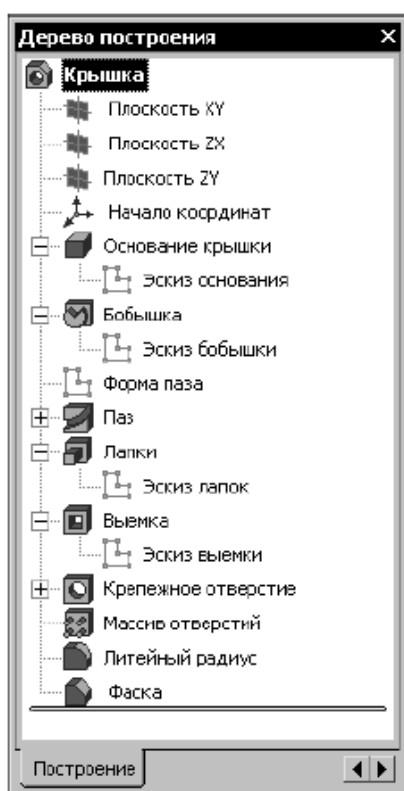 Дерево построения
Крышка
Плоскость XY
Плоскость ZX
Плоскость ZY
Начало координат
Основание крышки
Эскиз основания
Бобышка
Эскиз бобышки
Форма паза
Паз
Лапки
Эскиз лапок
Выемка
Эскиз выемки
Крепежное отверстие
Массив отверстий
Литейный радиус
Фаска
Построение